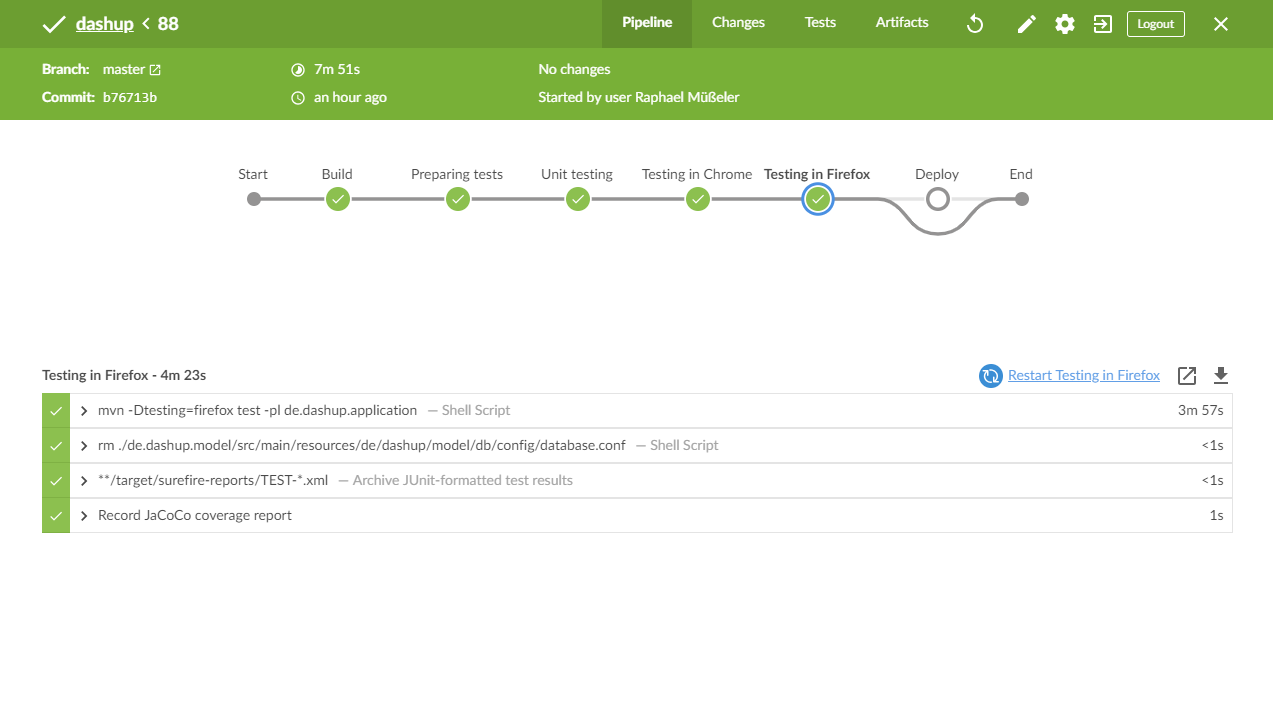 dashup < 88 Pipeline Changes Tests Artifacts Logout
Branch: master 7m 51s No changes
Commit: b76713b an hour ago Started by user Raphael Müßeler
Start Build Preparing tests Unit testing Testing in Chrome Testing in Firefox Deploy End
Testing in Firefox - 4m 23s Restart Testing in Firefox
mvn -Dtesting=firefox test -pl de.dashup.application — Shell Script 3m 57s
rm ./de.dashup.model/src/main/resources/de/dashup/model/db/config/database.conf — Shell Script <1s
**/target/surefire-reports/TEST-*.xml — Archive JUnit-formatted test results <1s
Record JaCoCo coverage report 1s